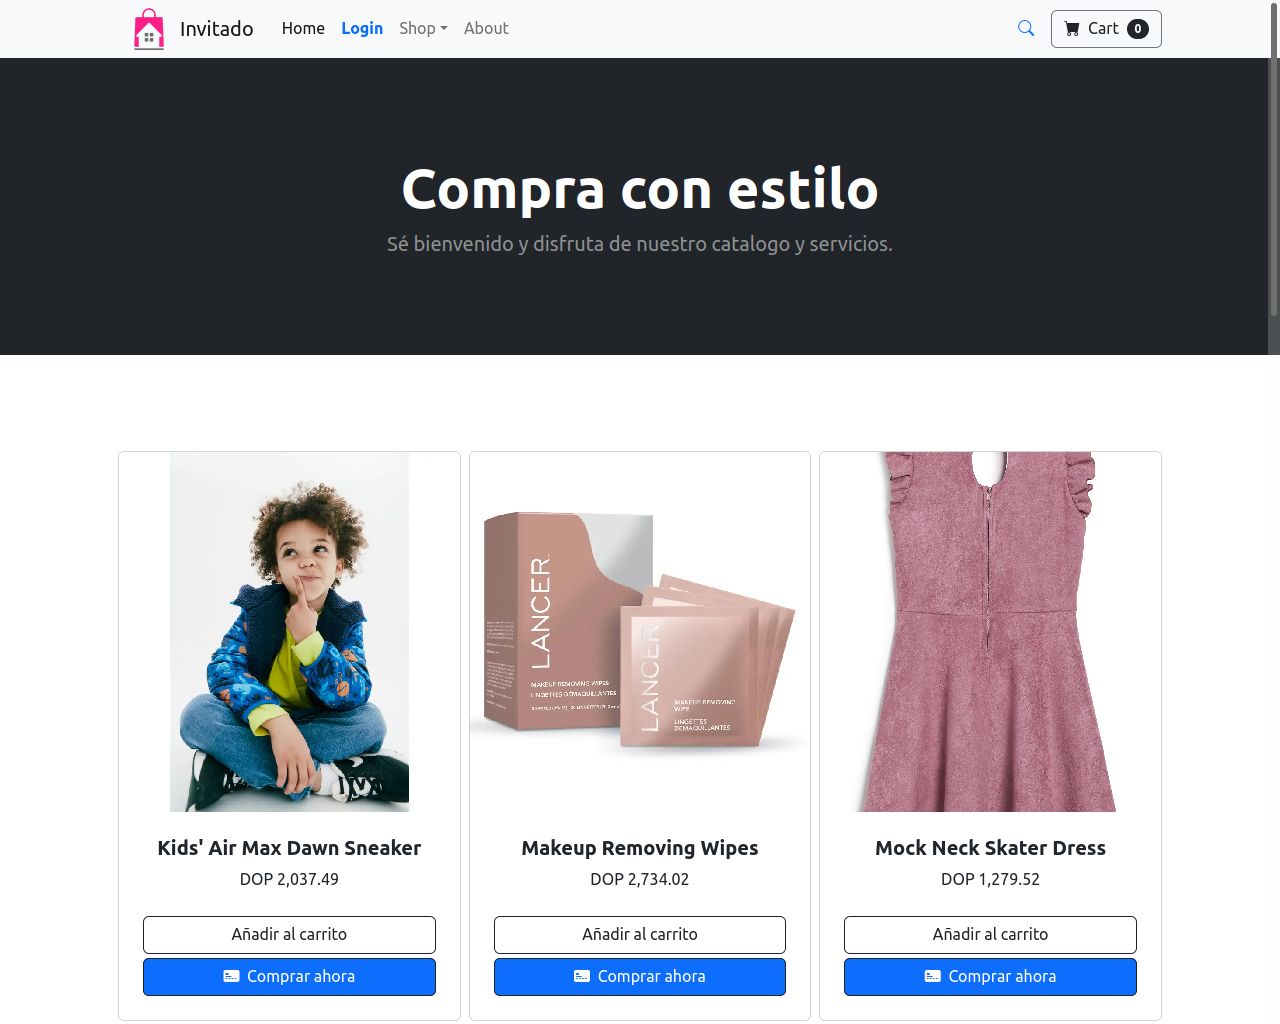 Invitado Home Login Shop About Cart 0
Compra con estilo
Sé bienvenido y disfruta de nuestro catalogo y servicios.
LANCER
MAKEUP REMOVING WIPES
LINGETTES DÉMAQUILLANTES
LANCER
MAKEUP REMOVING
WIPE
LINGETTES
DÉMAQUILLANTES
Kids' Air Max Dawn Sneaker
DOP 2,037.49
Añadir al carrito
Comprar ahora
Makeup Removing Wipes
DOP 2,734.02
Añadir al carrito
Comprar ahora
Mock Neck Skater Dress
DOP 1,279.52
Añadir al carrito
Comprar ahora